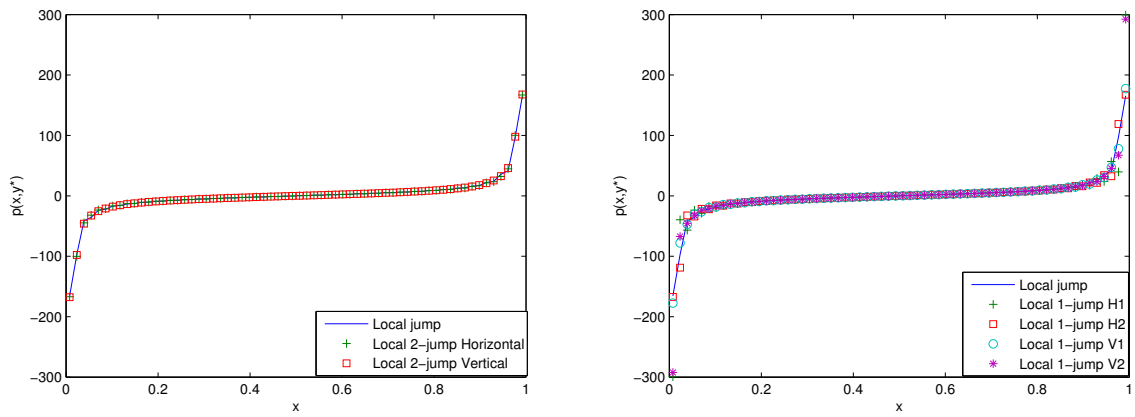 300
200
100
0
−100
−200
−300
p(x,y*)
0
0.2
0.4
0.6
0.8
1
x
Local jump
Local 2−jump Horizontal
Local 2−jump Vertical
300
200
100
0
−100
−200
−300
p(x,y*)
0
0.2
0.4
0.6
0.8
1
x
Local jump
Local 1−jump H1
Local 1−jump H2
Local 1−jump V1
Local 1−jump V2